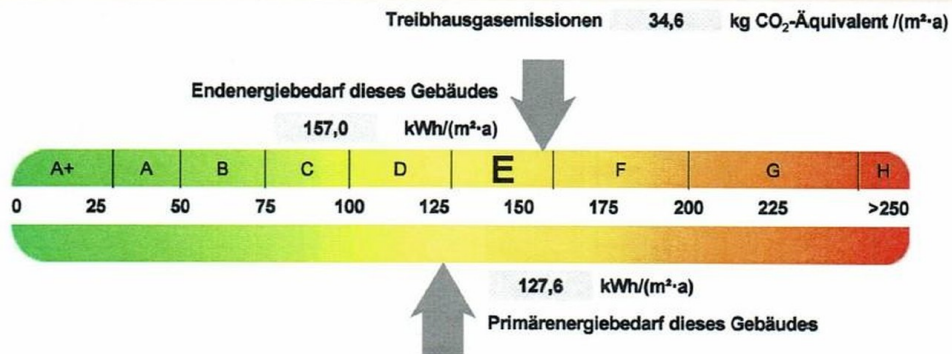 Treibhausgasemissionen 34,6 kg CO₂-Äquivalent /(m²·a)
Endenergiebedarf dieses Gebäudes
157,0 kWh/(m²·a)
A+ A B C D E F G H
0 25 50 75 100 125 150 175 200 225 >250
127,6 kWh/(m²·a)
Primärenergiebedarf dieses Gebäudes